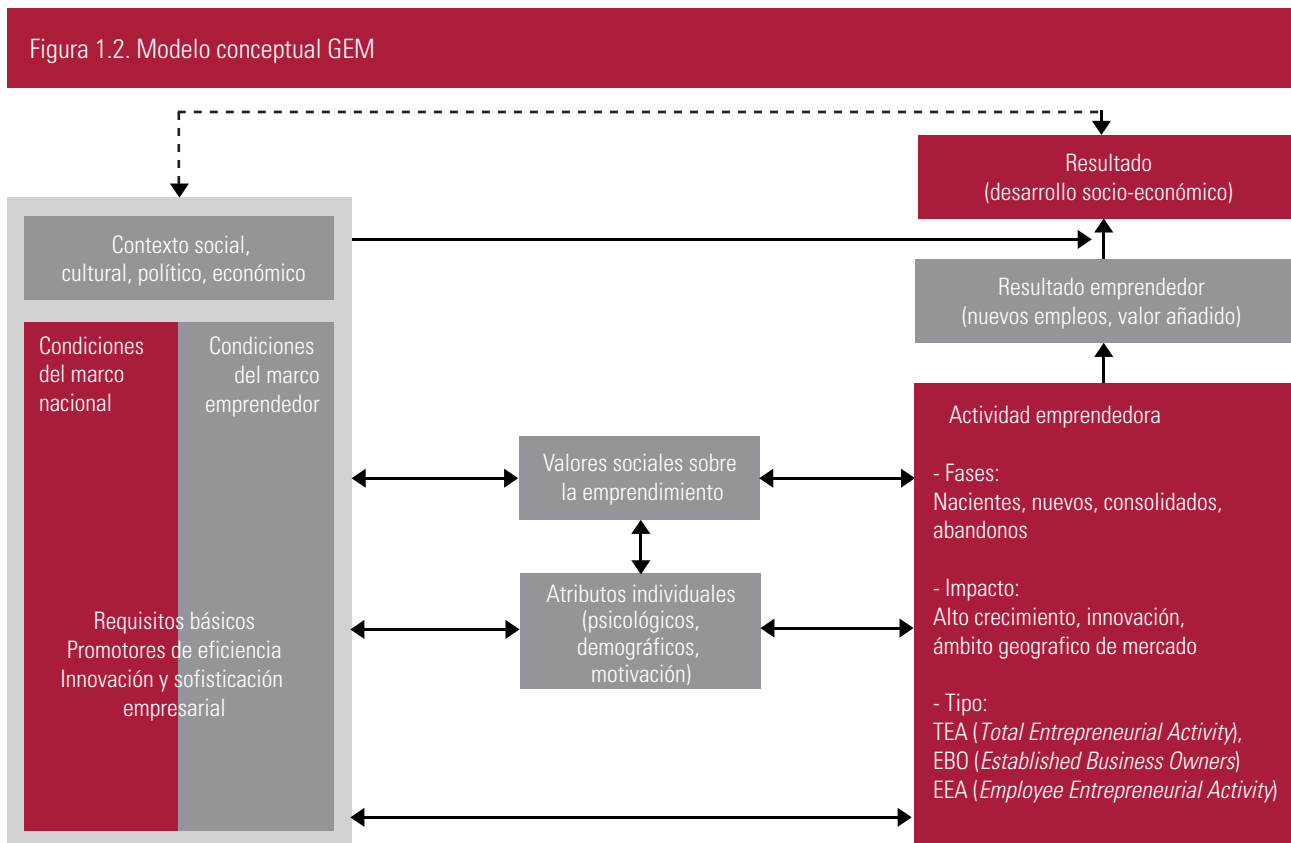 Figura 1.2. Modelo conceptual GEM
Resultado
(desarrollo socio-económico)
Contexto social,
cultural, político, económico
Resultado emprendedor
(nuevos empleos, valor añadido)
Condiciones
del marco
nacional
Condiciones
del marco
emprendedor
Requisitos básicos
Promotores de eficiencia
Innovación y sofisticación
empresarial
Valores sociales sobre
la emprendimiento
Atributos individuales
(psicológicos,
demográficos,
motivación)
Actividad emprendedora
- Fases:
Nacientes, nuevos, consolidados,
abandonos
- Impacto:
Alto crecimiento, innovación,
ámbito geografico de mercado
- Tipo:
TEA (Total Entrepreneurial Activity),
EBO (Established Business Owners)
EEA (Employee Entrepreneurial Activity)